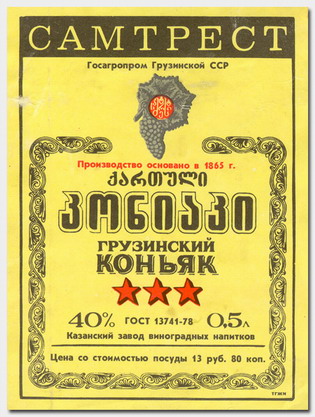 САМТРЕСТ
Госагропром Грузинской ССР
Производство основано в 1865 г.
ქართული
კონიაკი
ГРУЗИНСКИЙ
КОНЬЯК
40% ГОСТ 13741-78 0,5л
Казанский завод виноградных напитков
Цена со стоимостью посуды 13 руб. 80 коп.